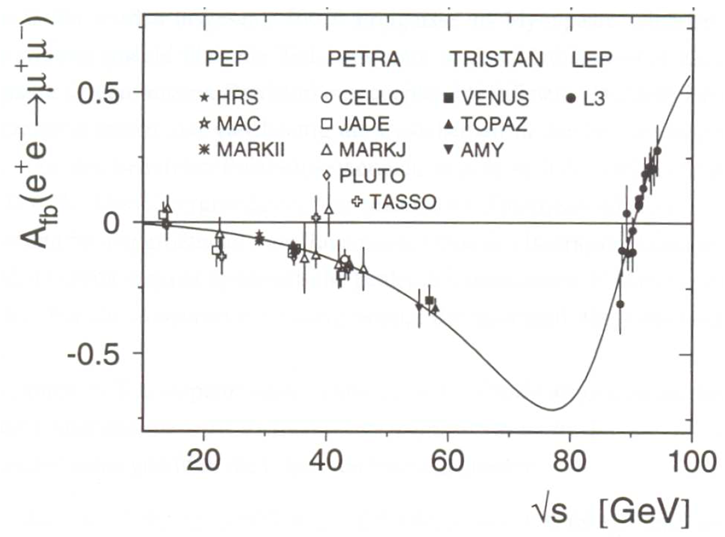 A_fb(e⁺e⁻→μ⁺μ⁻)
PEP PETRA TRISTAN LEP
★ HRS ○ CELLO ■ VENUS ● L3
☆ MAC □ JADE ▲ TOPAZ
✳ MARKII △ MARKJ ▼ AMY
◇ PLUTO
✚ TASSO
0.5
0
-0.5
20 40 60 80 100
√s [GeV]